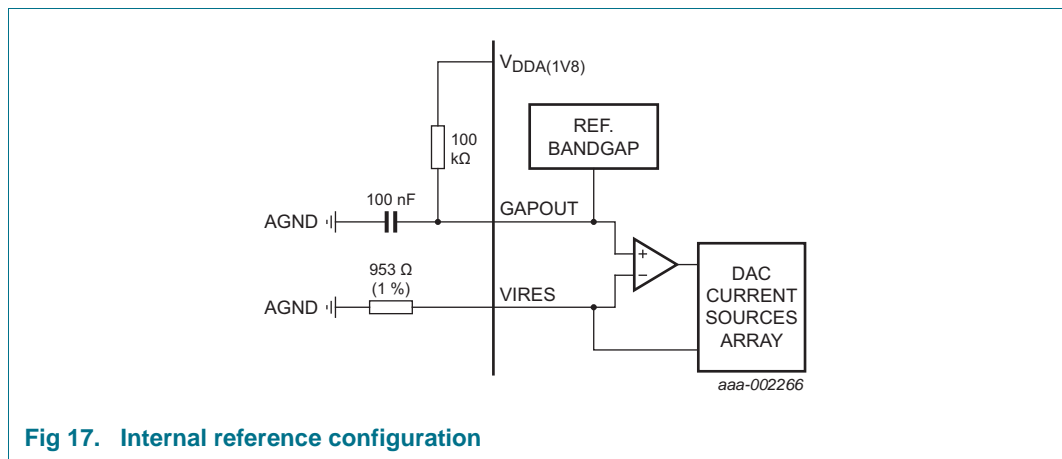 VDDA(1V8)
100
kΩ
REF.
BANDGAP
100 nF
AGND
GAPOUT
+
−
953 Ω
(1 %)
AGND
VIRES
DAC
CURRENT
SOURCES
ARRAY
aaa-002266
Fig 17. Internal reference configuration